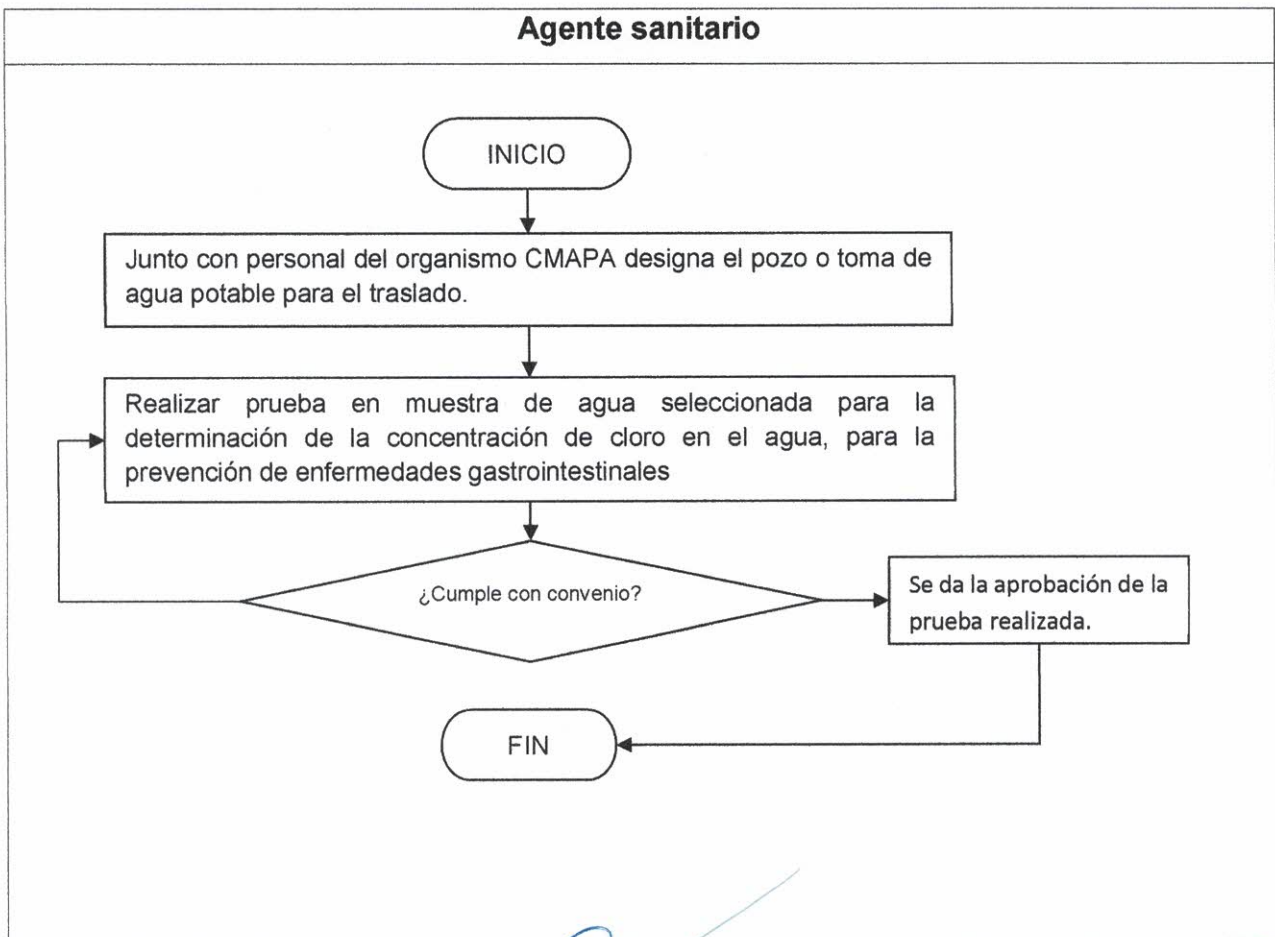 Agente sanitario
INICIO
Junto con personal del organismo CMAPA designa el pozo o toma de
agua potable para el traslado.
Realizar prueba en muestra de agua seleccionada para la
determinación de la concentración de cloro en el agua, para la
prevención de enfermedades gastrointestinales
¿Cumple con convenio?
Se da la aprobación de la
prueba realizada.
FIN